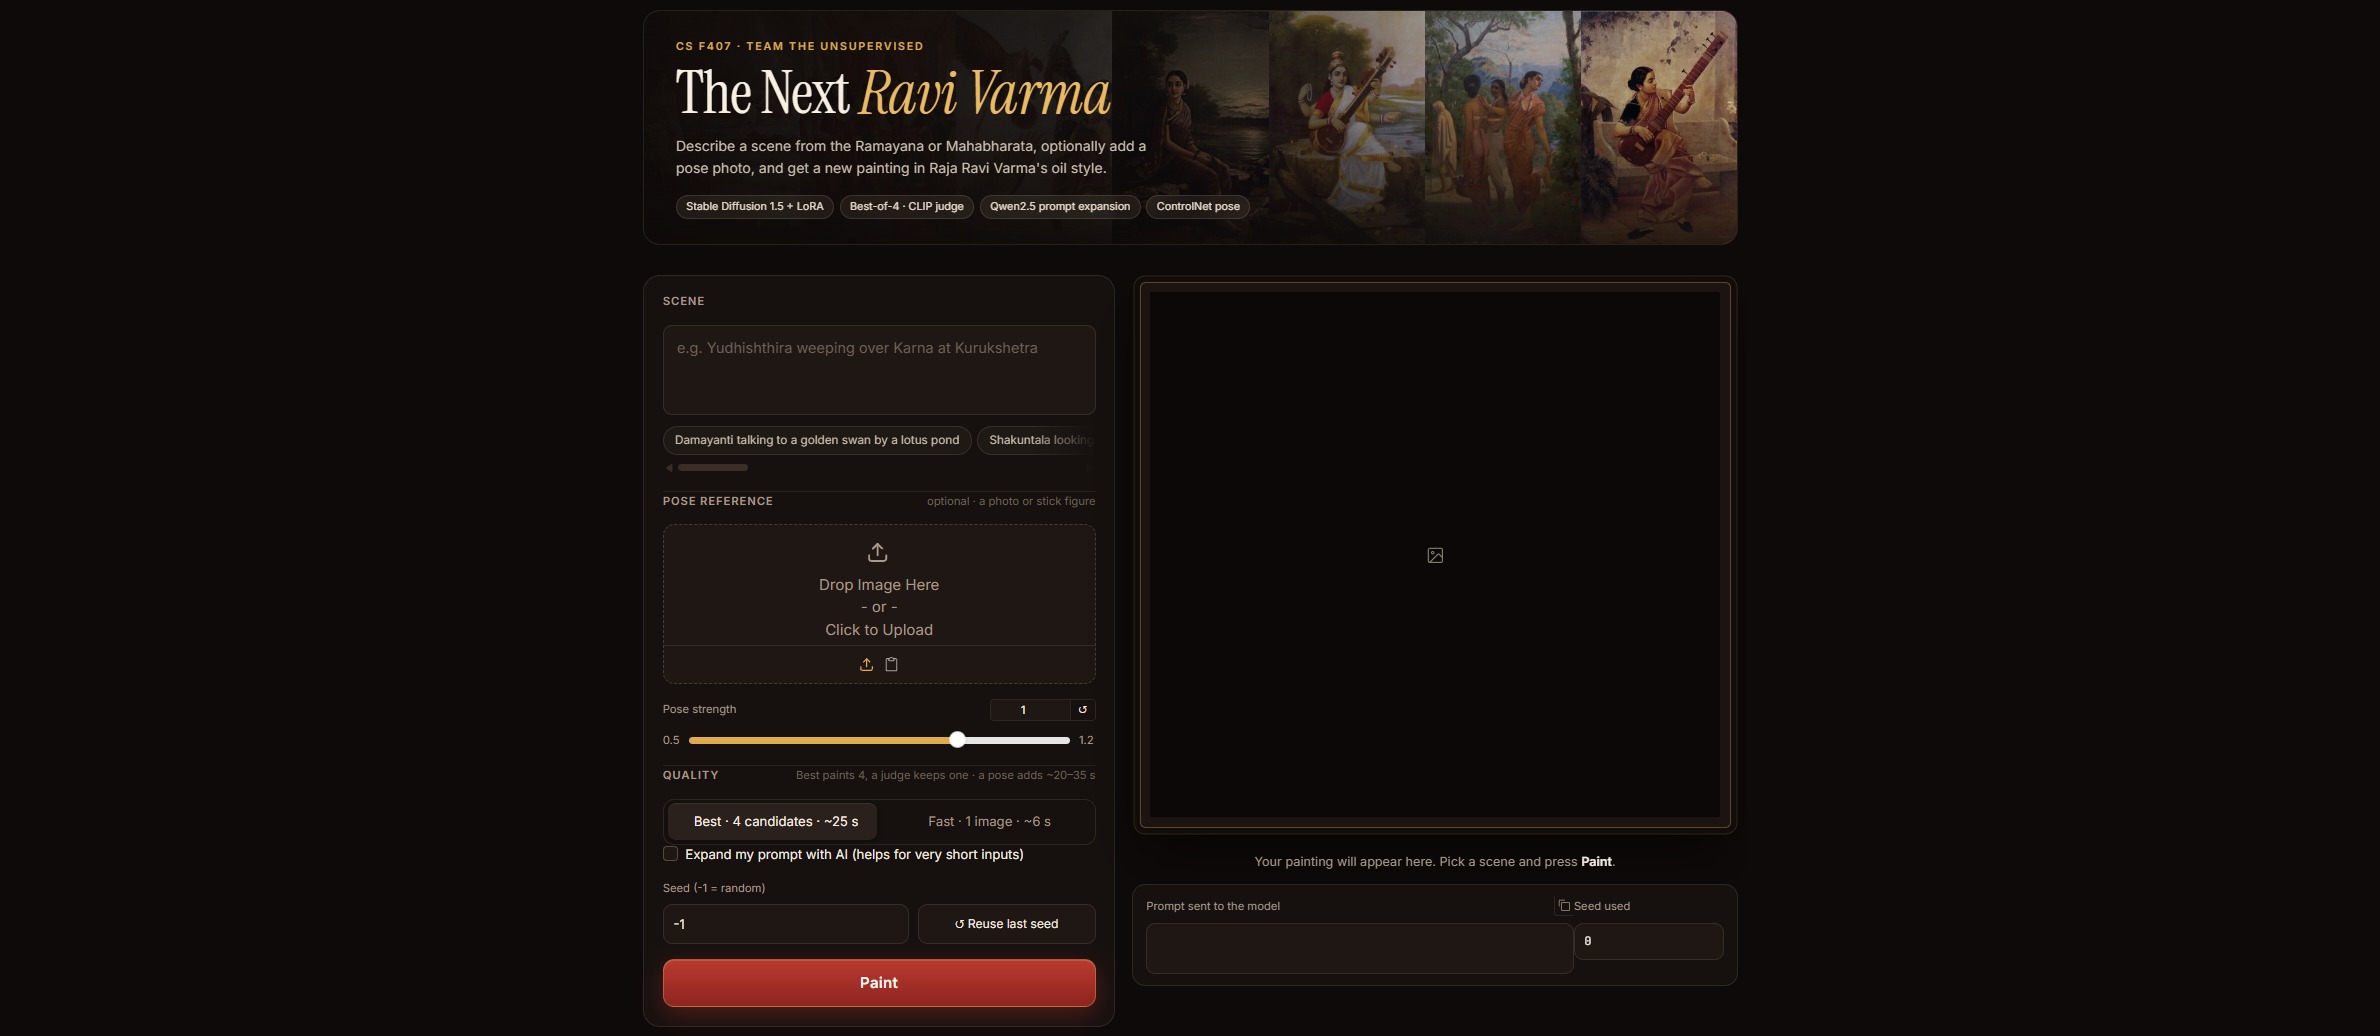 CS F407 · TEAM THE UNSUPERVISED
The Next Ravi Varma
Describe a scene from the Ramayana or Mahabharata, optionally add a
pose photo, and get a new painting in Raja Ravi Varma's oil style.
Stable Diffusion 1.5 + LoRA
Best-of-4 · CLIP judge
Qwen2.5 prompt expansion
ControlNet pose
SCENE
e.g. Yudhishthira weeping over Karna at Kurukshetra
Damayanti talking to a golden swan by a lotus pond
Shakuntala looking
POSE REFERENCE
optional · a photo or stick figure
Drop Image Here
- or -
Click to Upload
Pose strength
1
↺
0.5
1.2
QUALITY
Best paints 4, a judge keeps one · a pose adds ~20–35 s
Best · 4 candidates · ~25 s
Fast · 1 image · ~6 s
Expand my prompt with AI (helps for very short inputs)
Seed (-1 = random)
-1
↺ Reuse last seed
Paint
Your painting will appear here. Pick a scene and press Paint.
Prompt sent to the model
Seed used
0